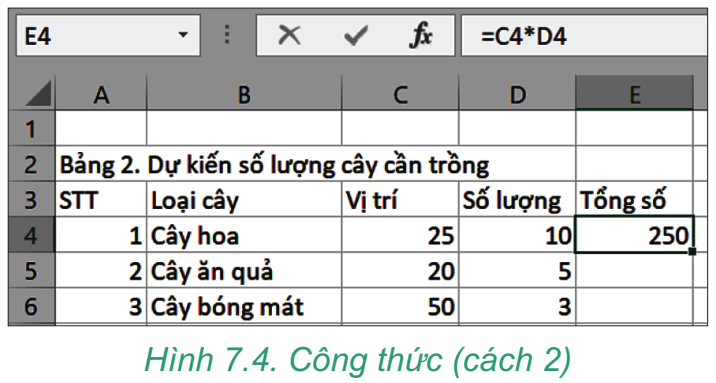 E4 fx =C4*D4
A B C D E
1
2 Bảng 2. Dự kiến số lượng cây cần trồng
3 STT Loại cây Vị trí Số lượng Tổng số
4 1 Cây hoa 25 10 250
5 2 Cây ăn quả 20 5
6 3 Cây bóng mát 50 3
Hình 7.4. Công thức (cách 2)